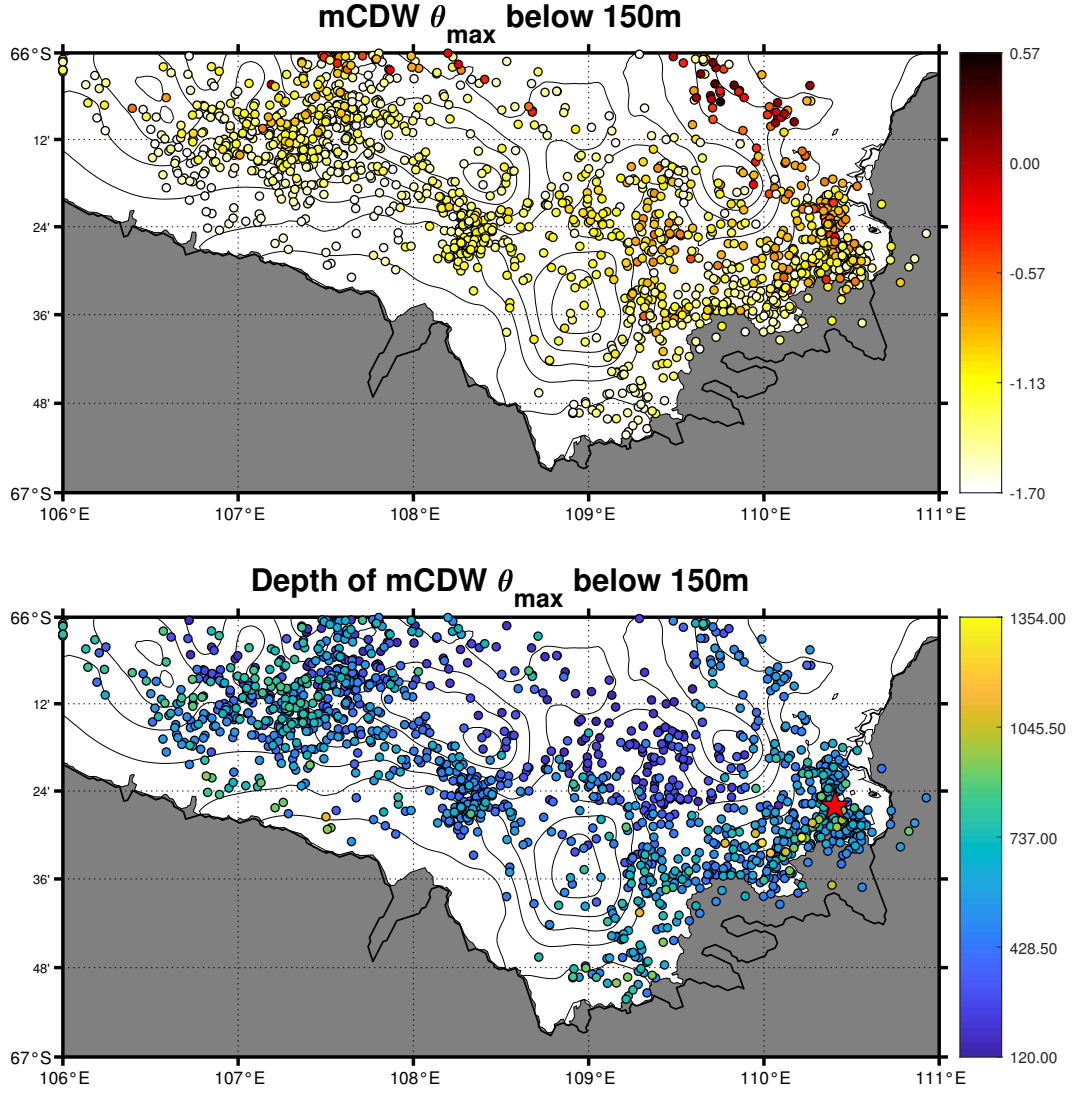 mCDW θmax below 150m
66°S
12'
24'
36'
48'
67°S
106°E
107°E
108°E
109°E
110°E
111°E
0.57
0.00
-0.57
-1.13
-1.70
Depth of mCDW θmax below 150m
66°S
12'
24'
36'
48'
67°S
106°E
107°E
108°E
109°E
110°E
111°E
1354.00
1045.50
737.00
428.50
120.00